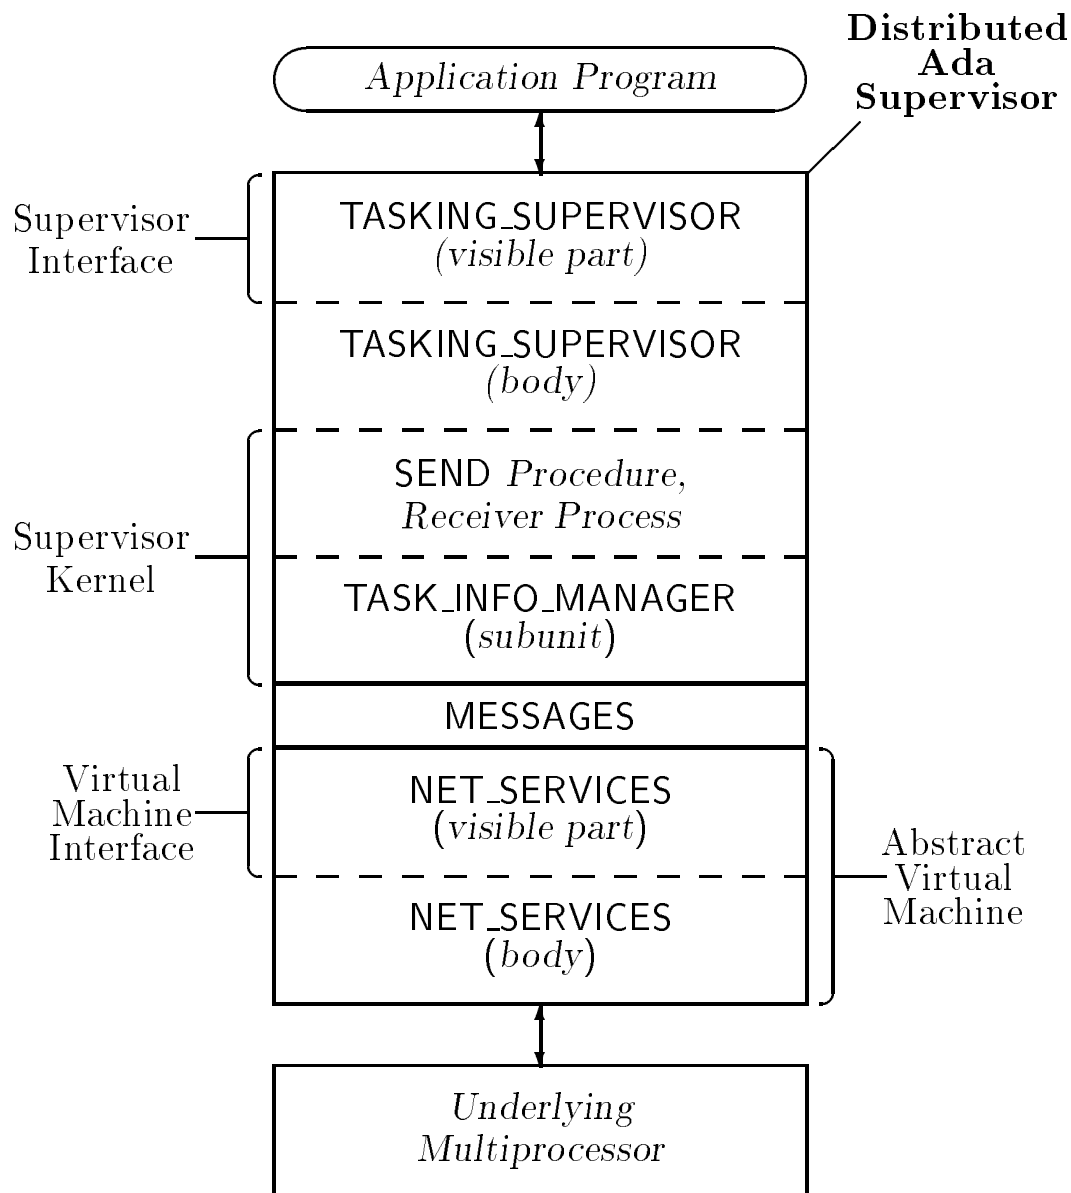 Distributed
Ada
Supervisor
Application Program
Supervisor
Interface
TASKING_SUPERVISOR
(visible part)
TASKING_SUPERVISOR
(body)
Supervisor
Kernel
SEND Procedure,
Receiver Process
TASK_INFO_MANAGER
(subunit)
MESSAGES
Virtual
Machine
Interface
NET_SERVICES
(visible part)
Abstract
Virtual
Machine
NET_SERVICES
(body)
Underlying
Multiprocessor